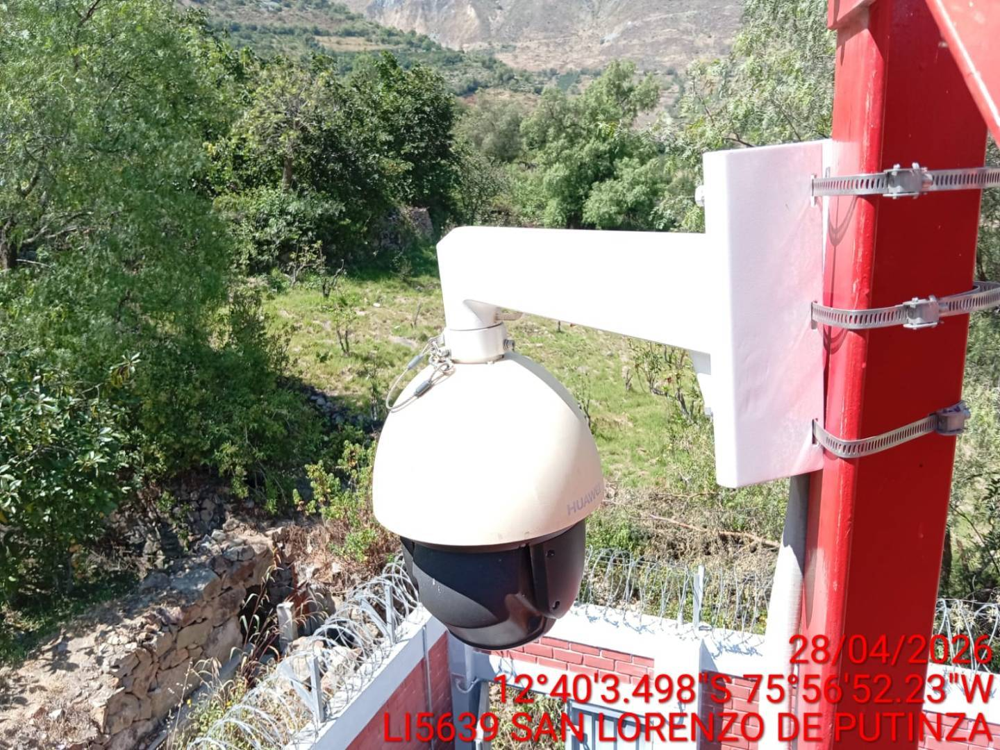 HUAWEI
28/04/2026
12°40'3.498"S 75°56'52.23"W
LI5639 SAN LORENZO DE PUTINZA